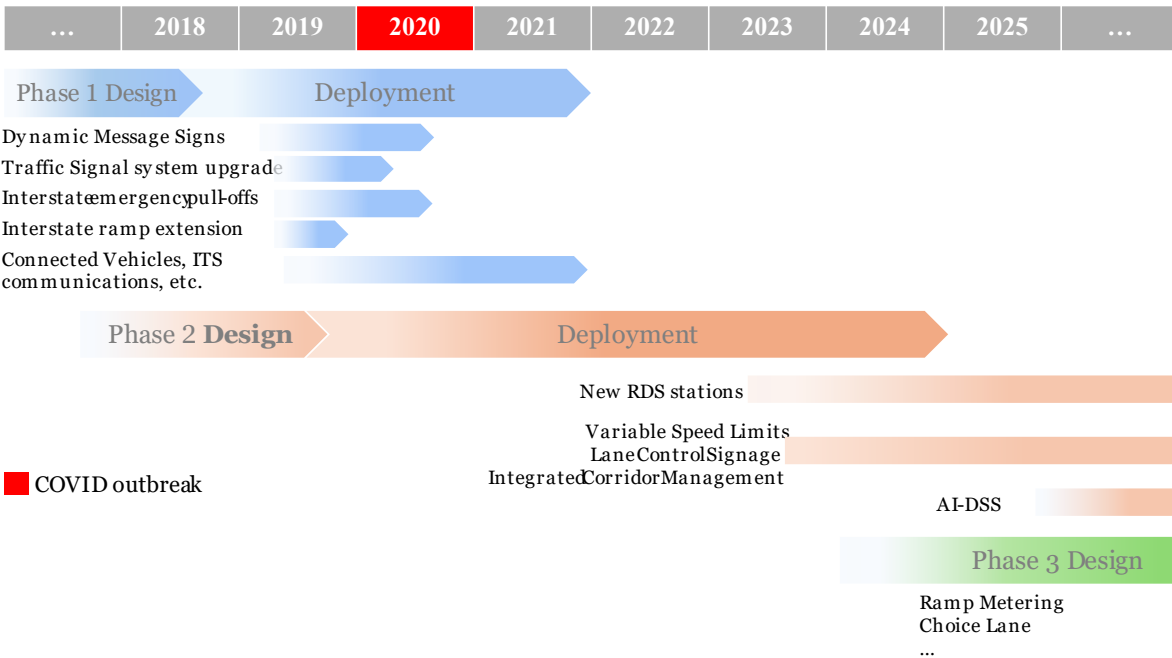 … 2018 2019 2020 2021 2022 2023 2024 2025 …
Phase 1 Design Deployment
Dynamic Message Signs
Traffic Signal system upgrade
Interstate emergency pull-offs
Interstate ramp extension
Connected Vehicles, ITS
communications, etc.
Phase 2 Design Deployment
New RDS stations
Variable Speed Limits
Lane Control Signage
Integrated Corridor Management
COVID outbreak
AI-DSS
Phase 3 Design
Ramp Metering
Choice Lane
...